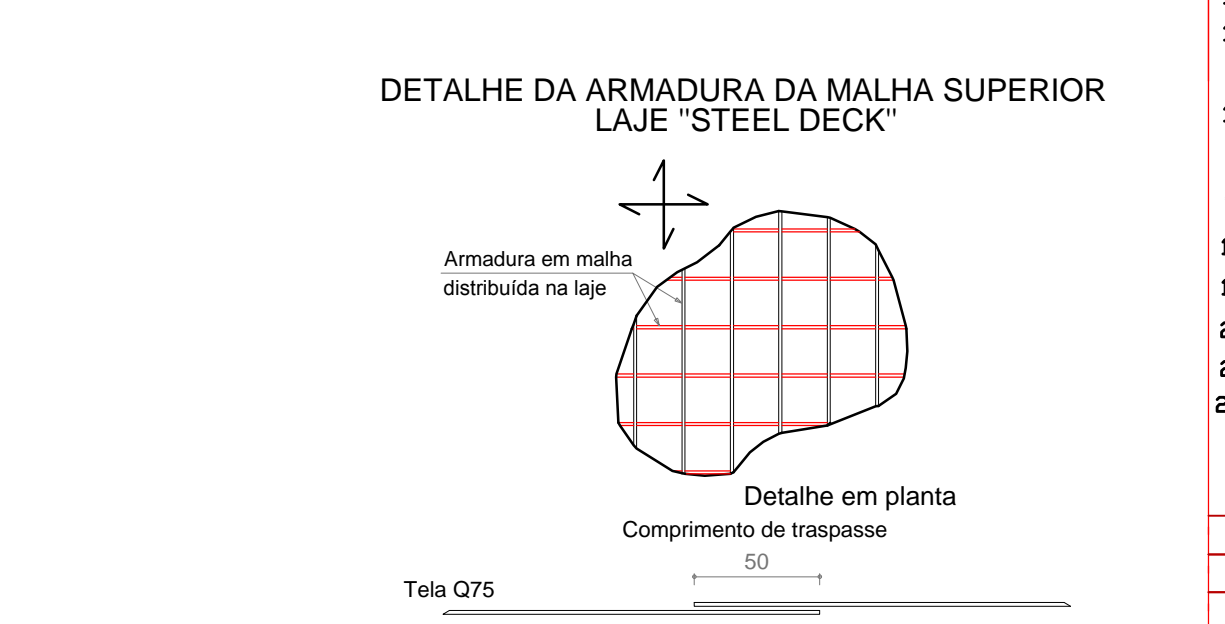 DETALHE DA ARMADURA DA MALHA SUPERIOR
LAJE "STEEL DECK"
Armadura em malha
distribuída na laje
Detalhe em planta
Comprimento de traspasse
50
Tela Q75